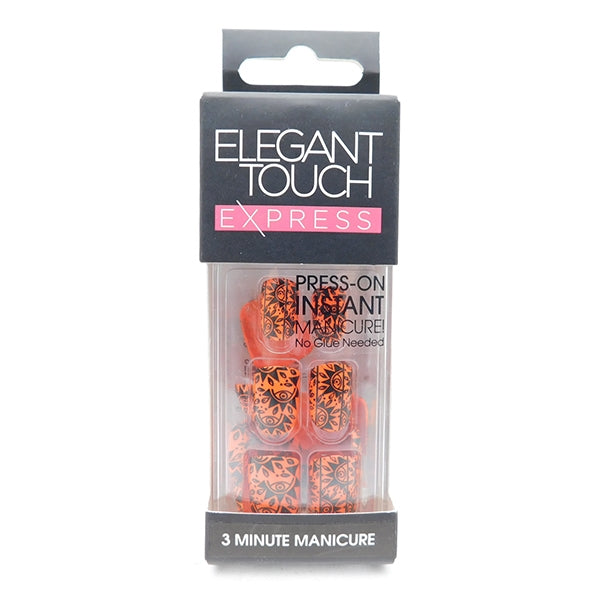 ELEGANT
TOUCH
EXPRESS
PRESS-ON
INSTANT
MANICURE!
No Glue Needed
3 MINUTE MANICURE